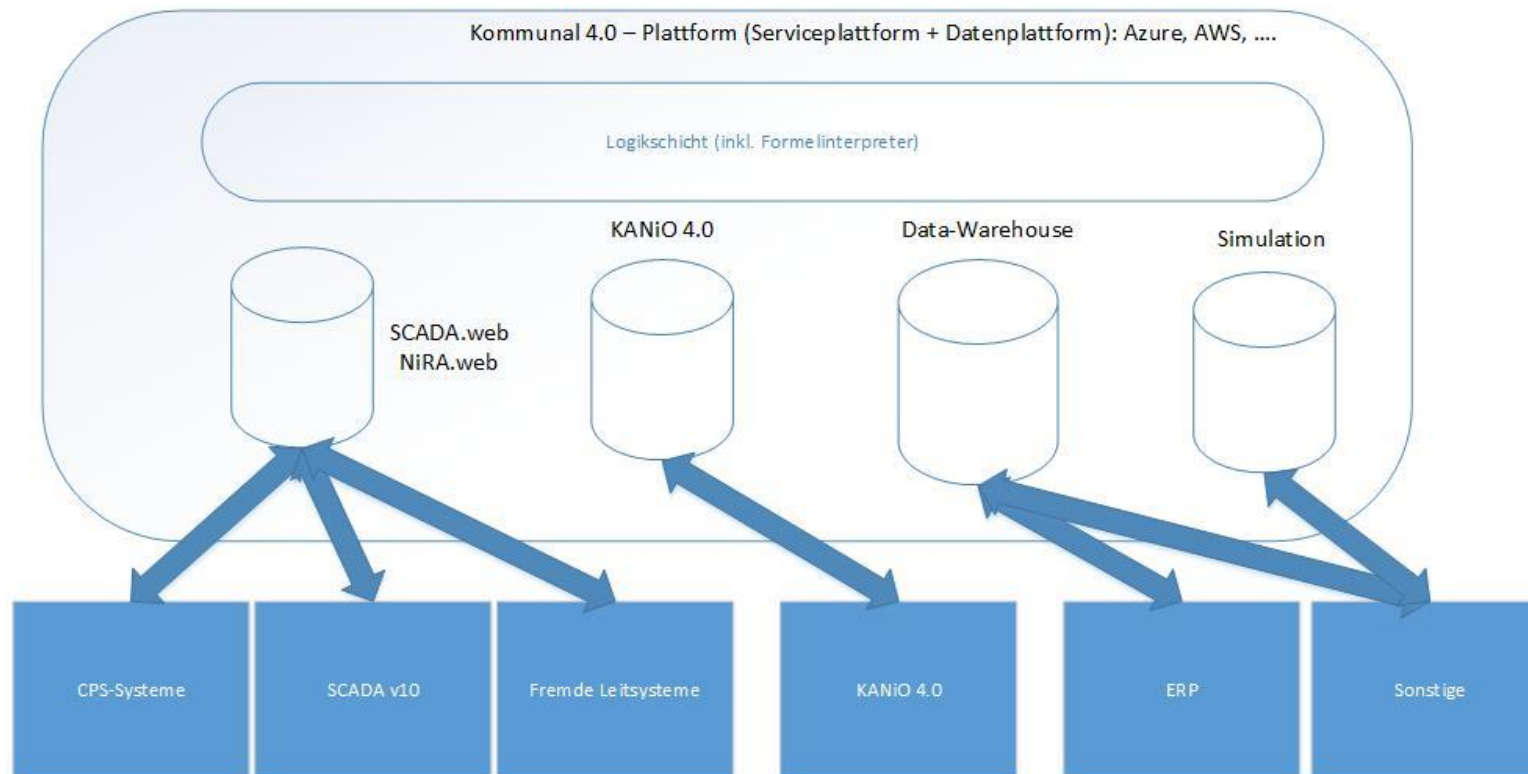 Kommunal 4.0 – Plattform (Serviceplattform + Datenplattform): Azure, AWS, ....
Logikschicht (inkl. Formelinterpreter)
KANiO 4.0
Data-Warehouse
Simulation
SCADA.web
NiRA.web
CPS-Systeme
SCADA v10
Fremde Leitsysteme
KANiO 4.0
ERP
Sonstige